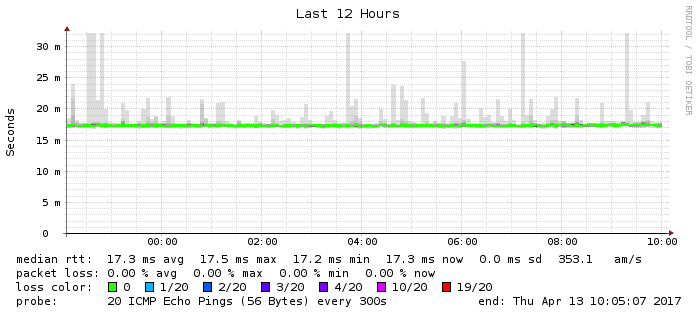 Last 12 Hours
RRDTOOL / TOBI OETIKER
Seconds
30 m
25 m
20 m
15 m
10 m
5 m
0
00:00 02:00 04:00 06:00 08:00 10:00
median rtt: 17.3 ms avg 17.5 ms max 17.2 ms min 17.3 ms now 0.0 ms sd 353.1 am/s
packet loss: 0.00 % avg 0.00 % max 0.00 % min 0.00 % now
loss color: 0 1/20 2/20 3/20 4/20 10/20 19/20
probe: 20 ICMP Echo Pings (56 Bytes) every 300s end: Thu Apr 13 10:05:07 2017